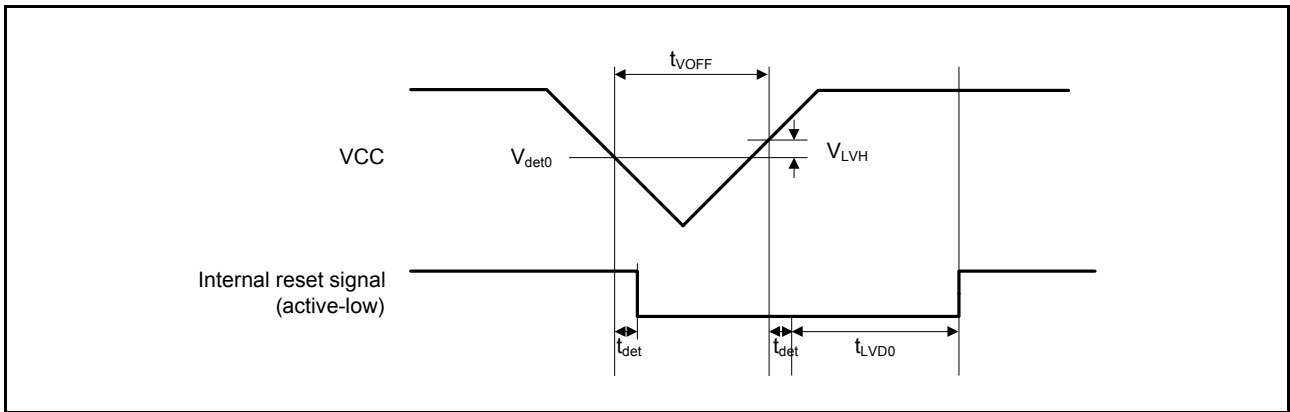 tVOFF
VCC
Vdet0
VLVH
Internal reset signal
(active-low)
tdet
tdet
tLVD0